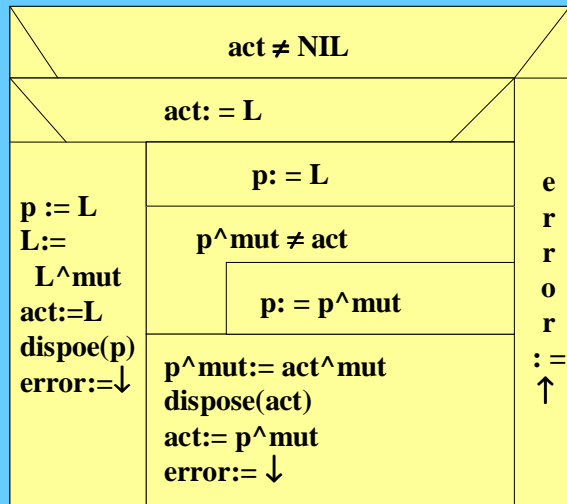 act ≠ NIL
act: = L
p := L
L:=
L^mut
act:=L
dispoe(p)
error:=↓
p: = L
p^mut ≠ act
p: = p^mut
p^mut:= act^mut
dispose(act)
act:= p^mut
error:= ↓
e
r
r
o
r
: =
↑